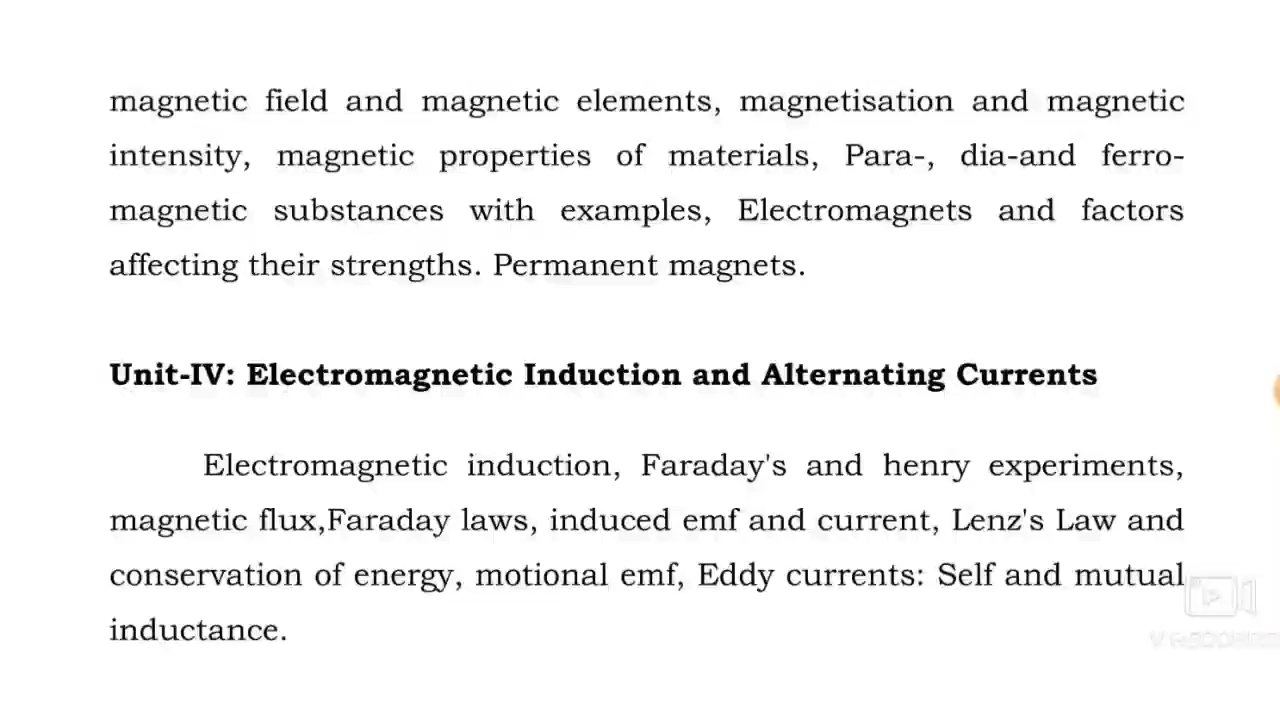 magnetic field and magnetic elements, magnetisation and magnetic
intensity, magnetic properties of materials, Para-, dia-and ferro-
magnetic substances with examples, Electromagnets and factors
affecting their strengths. Permanent magnets.
Unit-IV: Electromagnetic Induction and Alternating Currents
Electromagnetic induction, Faraday's and henry experiments,
magnetic flux,Faraday laws, induced emf and current, Lenz's Law and
conservation of energy, motional emf, Eddy currents: Self and mutual
inductance.